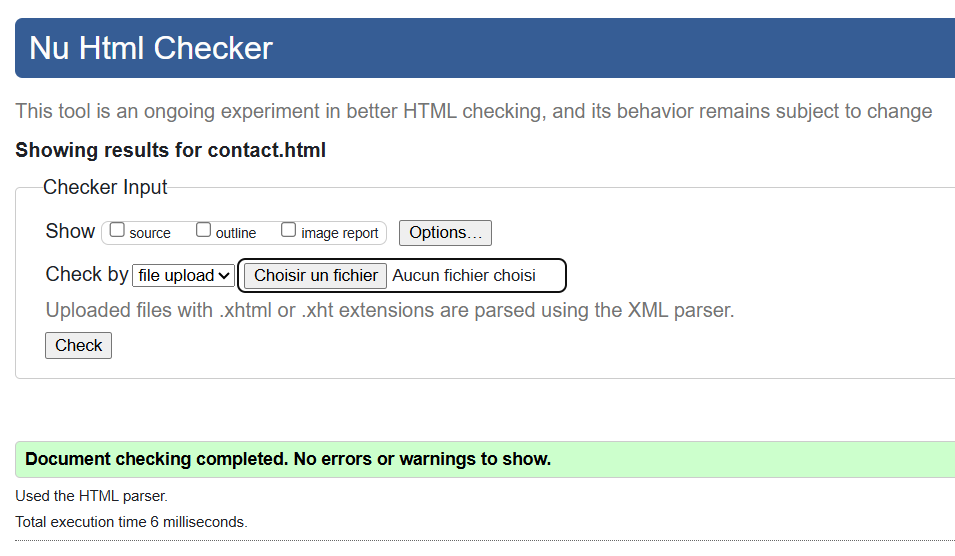 Nu Html Checker
This tool is an ongoing experiment in better HTML checking, and its behavior remains subject to change
Showing results for contact.html
Checker Input
Show source outline image report Options...
Check by file upload Choisir un fichier Aucun fichier choisi
Uploaded files with .xhtml or .xht extensions are parsed using the XML parser.
Check
Document checking completed. No errors or warnings to show.
Used the HTML parser.
Total execution time 6 milliseconds.